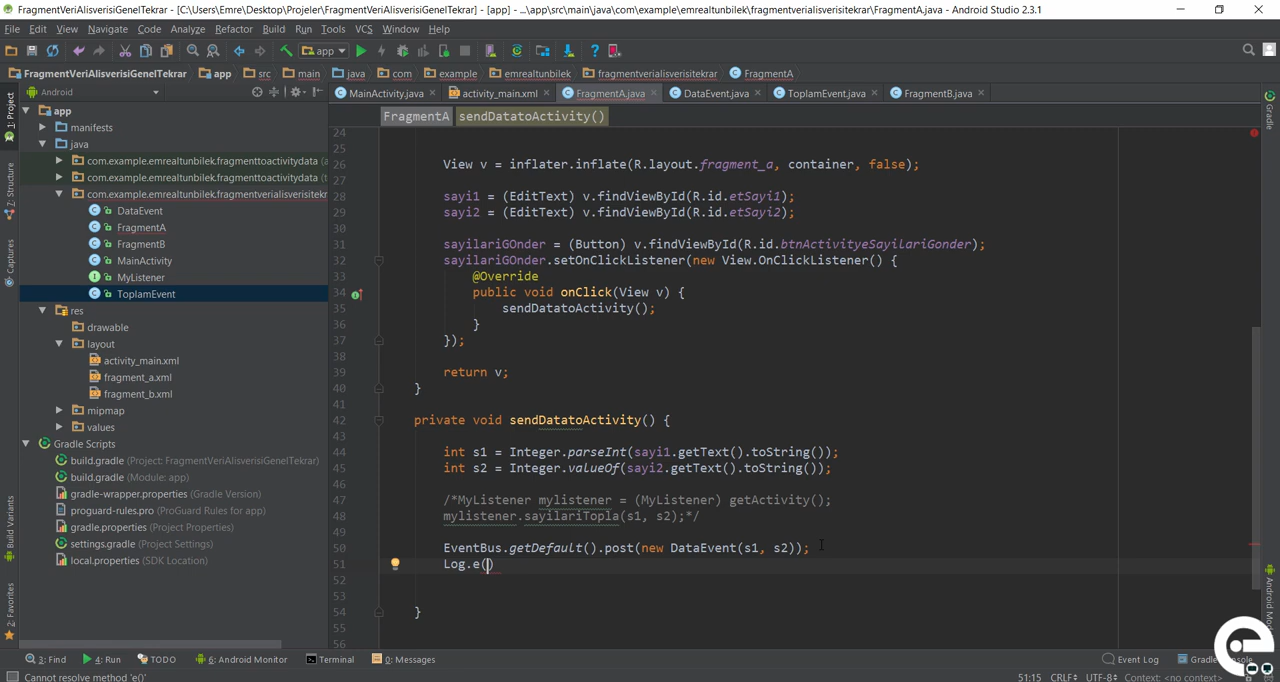 FragmentVeriAlisverisiGenelTekrar - [C:\Users\Emre\Desktop\Projeler\FragmentVeriAlisverisiGenelTekrar] - [app] - ...\app\src\main\java\com\example\emrealtunbilek\fragmentverialisverisitekrar\FragmentA.java - Android Studio 2.3.1
File Edit View Navigate Code Analyze Refactor Build Run Tools VCS Window Help
app
FragmentVeriAlisverisiGenelTekrar app src main java com example emrealtunbilek fragmentverialisverisitekrar FragmentA
Android
MainActivity.java activity_main.xml FragmentA.java DataEvent.java ToplamEvent.java FragmentB.java
FragmentA sendDatatoActivity()
1: Project
Z: Structure
Captures
Build Variants
2: Favorites
app
manifests
java
com.example.emrealtunbilek.fragmenttoactivitydata (a
com.example.emrealtunbilek.fragmenttoactivitydata (t
com.example.emrealtunbilek.fragmentverialisverisitekr
DataEvent
FragmentA
FragmentB
MainActivity
MyListener
ToplamEvent
res
drawable
layout
activity_main.xml
fragment_a.xml
fragment_b.xml
mipmap
values
Gradle Scripts
build.gradle (Project: FragmentVeriAlisverisiGenelTekrar)
build.gradle (Module: app)
gradle-wrapper.properties (Gradle Version)
proguard-rules.pro (ProGuard Rules for app)
gradle.properties (Project Properties)
settings.gradle (Project Settings)
local.properties (SDK Location)
24
25
26 View v = inflater.inflate(R.layout.fragment_a, container, false);
27
28 sayi1 = (EditText) v.findViewById(R.id.etSayi1);
29 sayi2 = (EditText) v.findViewById(R.id.etSayi2);
30
31 sayilariGOnder = (Button) v.findViewById(R.id.btnActivityeSayilariGonder);
32 sayilariGOnder.setOnClickListener(new View.OnClickListener() {
33 @Override
34 public void onClick(View v) {
35 sendDatatoActivity();
36 }
37 });
38
39 return v;
40 }
41
42 private void sendDatatoActivity() {
43
44 int s1 = Integer.parseInt(sayi1.getText().toString());
45 int s2 = Integer.valueOf(sayi2.getText().toString());
46
47 /*MyListener mylistener = (MyListener) getActivity();
48 mylistener.sayilariTopla(s1, s2);*/
49
50 EventBus.getDefault().post(new DataEvent(s1, s2));
51 Log.e()
52
53
54 }
55
56
Gradle
3: Find 4: Run TODO 6: Android Monitor Terminal 0: Messages Event Log
Cannot resolve method 'e()' 51:15 CRLF UTF-8 Context: <no context>